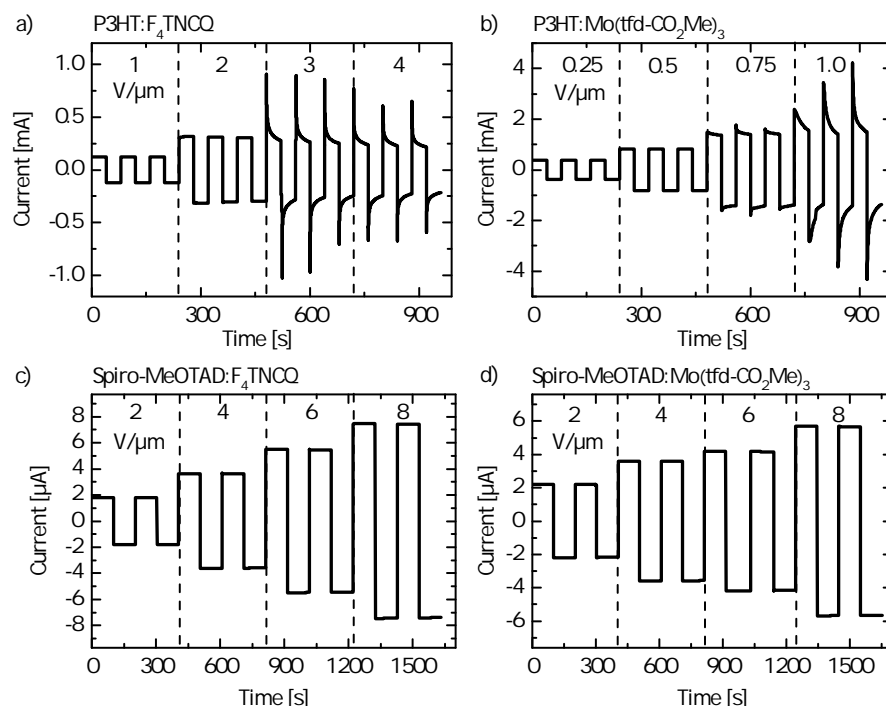 a) P3HT:F₄TNCQ
1 2 3 4
V/µm
1.0
0.5
0.0
-0.5
-1.0
Current [mA]
0 300 600 900
Time [s]
b) P3HT:Mo(tfd-CO₂Me)₃
0.25 0.5 0.75 1.0
V/µm
4
2
0
-2
-4
Current [mA]
0 300 600 900
Time [s]
c) Spiro-MeOTAD:F₄TNCQ
2 4 6 8
V/µm
8
6
4
2
0
-2
-4
-6
-8
Current [µA]
0 300 600 900 1200 1500
Time [s]
d) Spiro-MeOTAD:Mo(tfd-CO₂Me)₃
2 4 6 8
V/µm
6
4
2
0
-2
-4
-6
Current [µA]
0 300 600 900 1200 1500
Time [s]